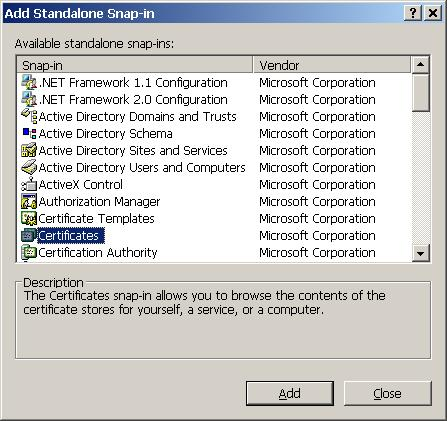 Add Standalone Snap-in
Available standalone snap-ins:
Snap-in Vendor
.NET Framework 1.1 Configuration Microsoft Corporation
.NET Framework 2.0 Configuration Microsoft Corporation
Active Directory Domains and Trusts Microsoft Corporation
Active Directory Schema Microsoft Corporation
Active Directory Sites and Services Microsoft Corporation
Active Directory Users and Computers Microsoft Corporation
ActiveX Control Microsoft Corporation
Authorization Manager Microsoft Corporation
Certificate Templates Microsoft Corporation
Certificates Microsoft Corporation
Certification Authority Microsoft Corporation
Description
The Certificates snap-in allows you to browse the contents of the
certificate stores for yourself, a service, or a computer.
Add Close